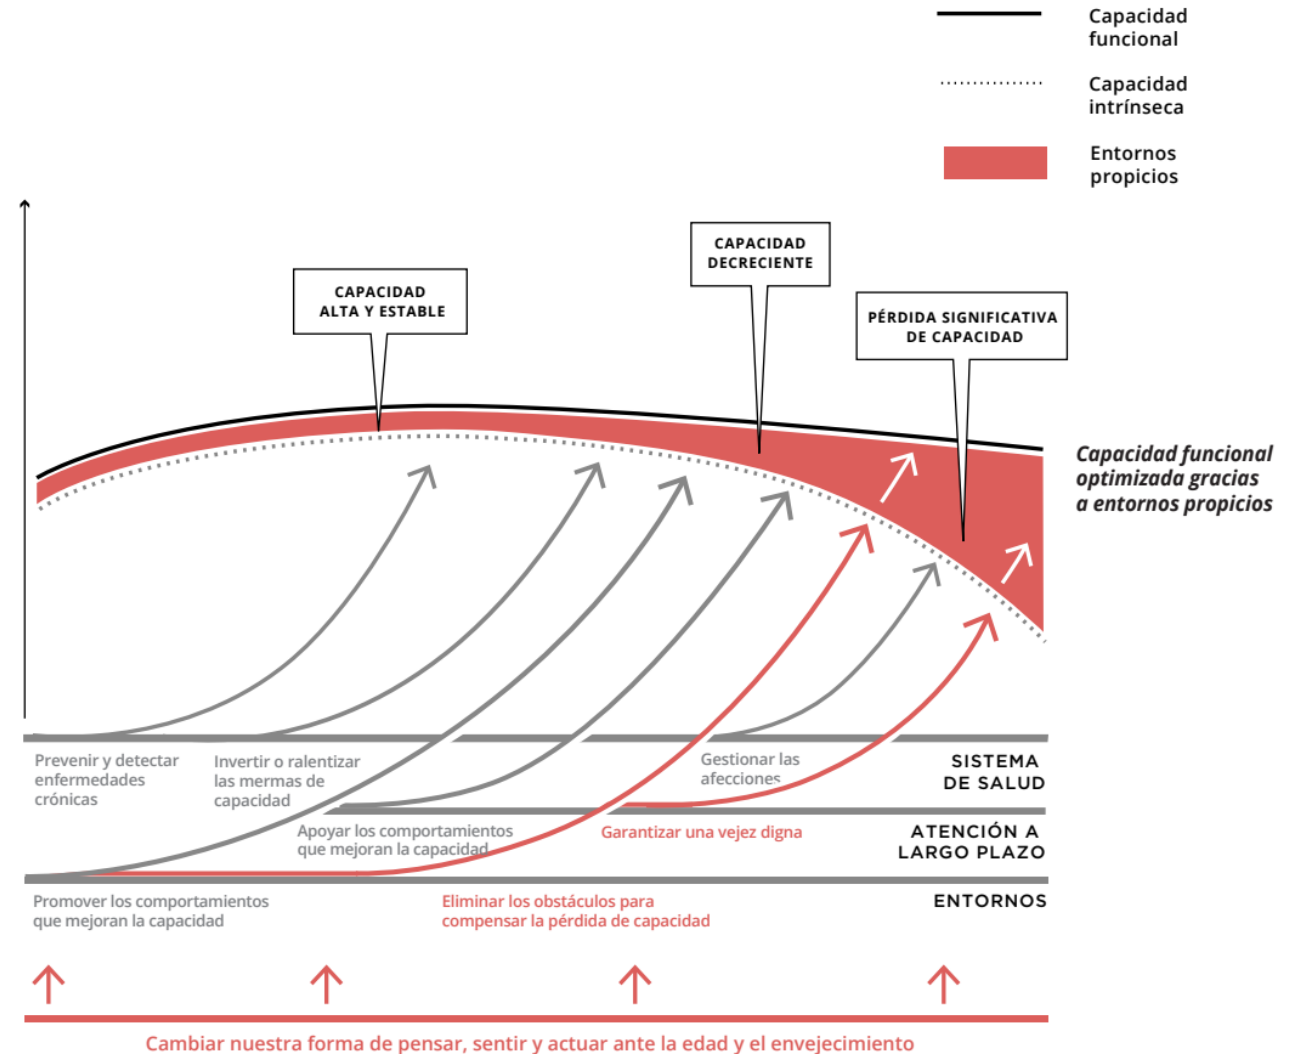 Capacidad
funcional
Capacidad
intrínseca
Entornos
propicios
CAPACIDAD
DECRECIENTE
CAPACIDAD
ALTA Y ESTABLE
PÉRDIDA SIGNIFICATIVA
DE CAPACIDAD
Capacidad funcional
optimizada gracias
a entornos propicios
Prevenir y detectar
enfermedades
crónicas
Invertir o ralentizar
las mermas de
capacidad
Gestionar las
afecciones
SISTEMA
DE SALUD
Apoyar los comportamientos
que mejoran la capacidad
Garantizar una vejez digna
ATENCIÓN A
LARGO PLAZO
Promover los comportamientos
que mejoran la capacidad
Eliminar los obstáculos para
compensar la pérdida de capacidad
ENTORNOS
Cambiar nuestra forma de pensar, sentir y actuar ante la edad y el envejecimiento